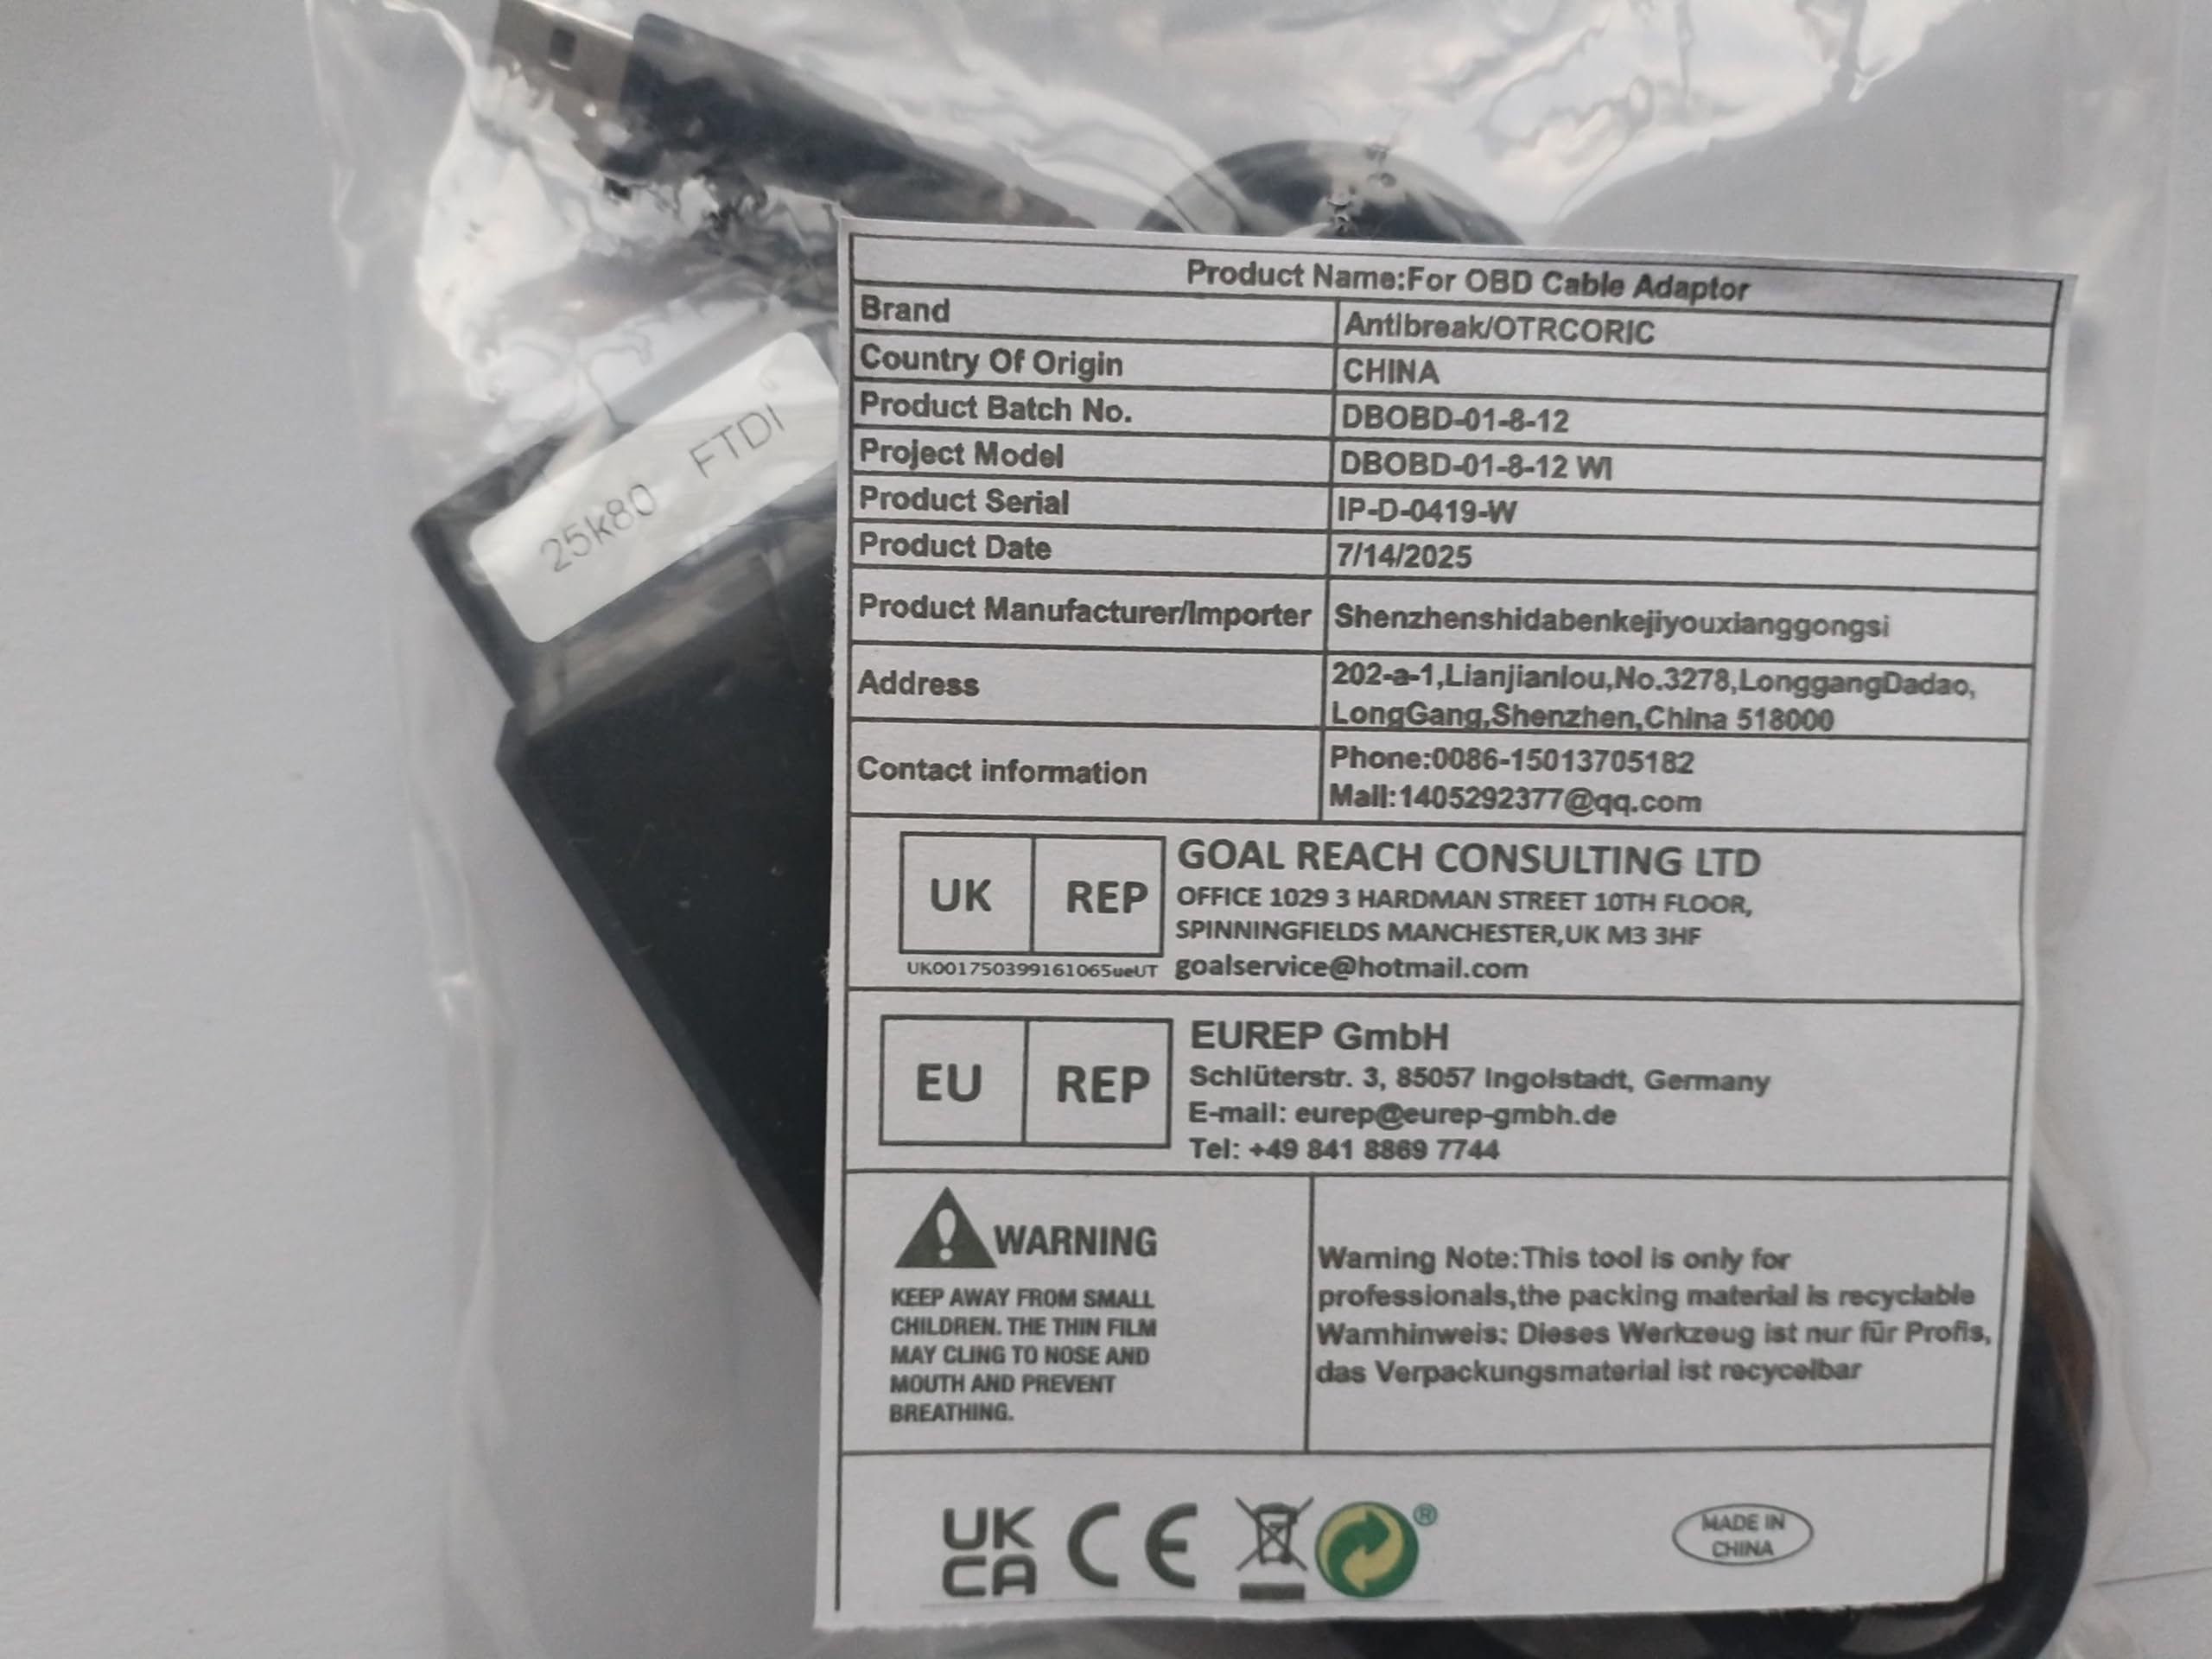 25k80 FTDI
Product Name:For OBD Cable Adaptor
Brand Antibreak/OTRCORIC
Country Of Origin CHINA
Product Batch No. DBOBD-01-8-12
Project Model DBOBD-01-8-12 WI
Product Serial IP-D-0419-W
Product Date 7/14/2025
Product Manufacturer/Importer Shenzhenshidabenkejiyouxianggongsi
Address 202-a-1,Lianjianlou,No.3278,LonggangDadao,
LongGang,Shenzhen,China 518000
Contact information Phone:0086-15013705182
Mail:1405292377@qq.com
UK REP GOAL REACH CONSULTING LTD
OFFICE 1029 3 HARDMAN STREET 10TH FLOOR,
SPINNINGFIELDS MANCHESTER,UK M3 3HF
UK001750399161065ueUT goalservice@hotmail.com
EU REP EUREP GmbH
Schlüterstr. 3, 85057 Ingolstadt, Germany
E-mail: eurep@eurep-gmbh.de
Tel: +49 841 8869 7744
WARNING
KEEP AWAY FROM SMALL
CHILDREN. THE THIN FILM
MAY CLING TO NOSE AND
MOUTH AND PREVENT
BREATHING.
Warning Note:This tool is only for
professionals,the packing material is recyclable
Warnhinweis: Dieses Werkzeug ist nur für Profis,
das Verpackungsmaterial ist recycelbar
UK CE ®
CA
MADE IN
CHINA